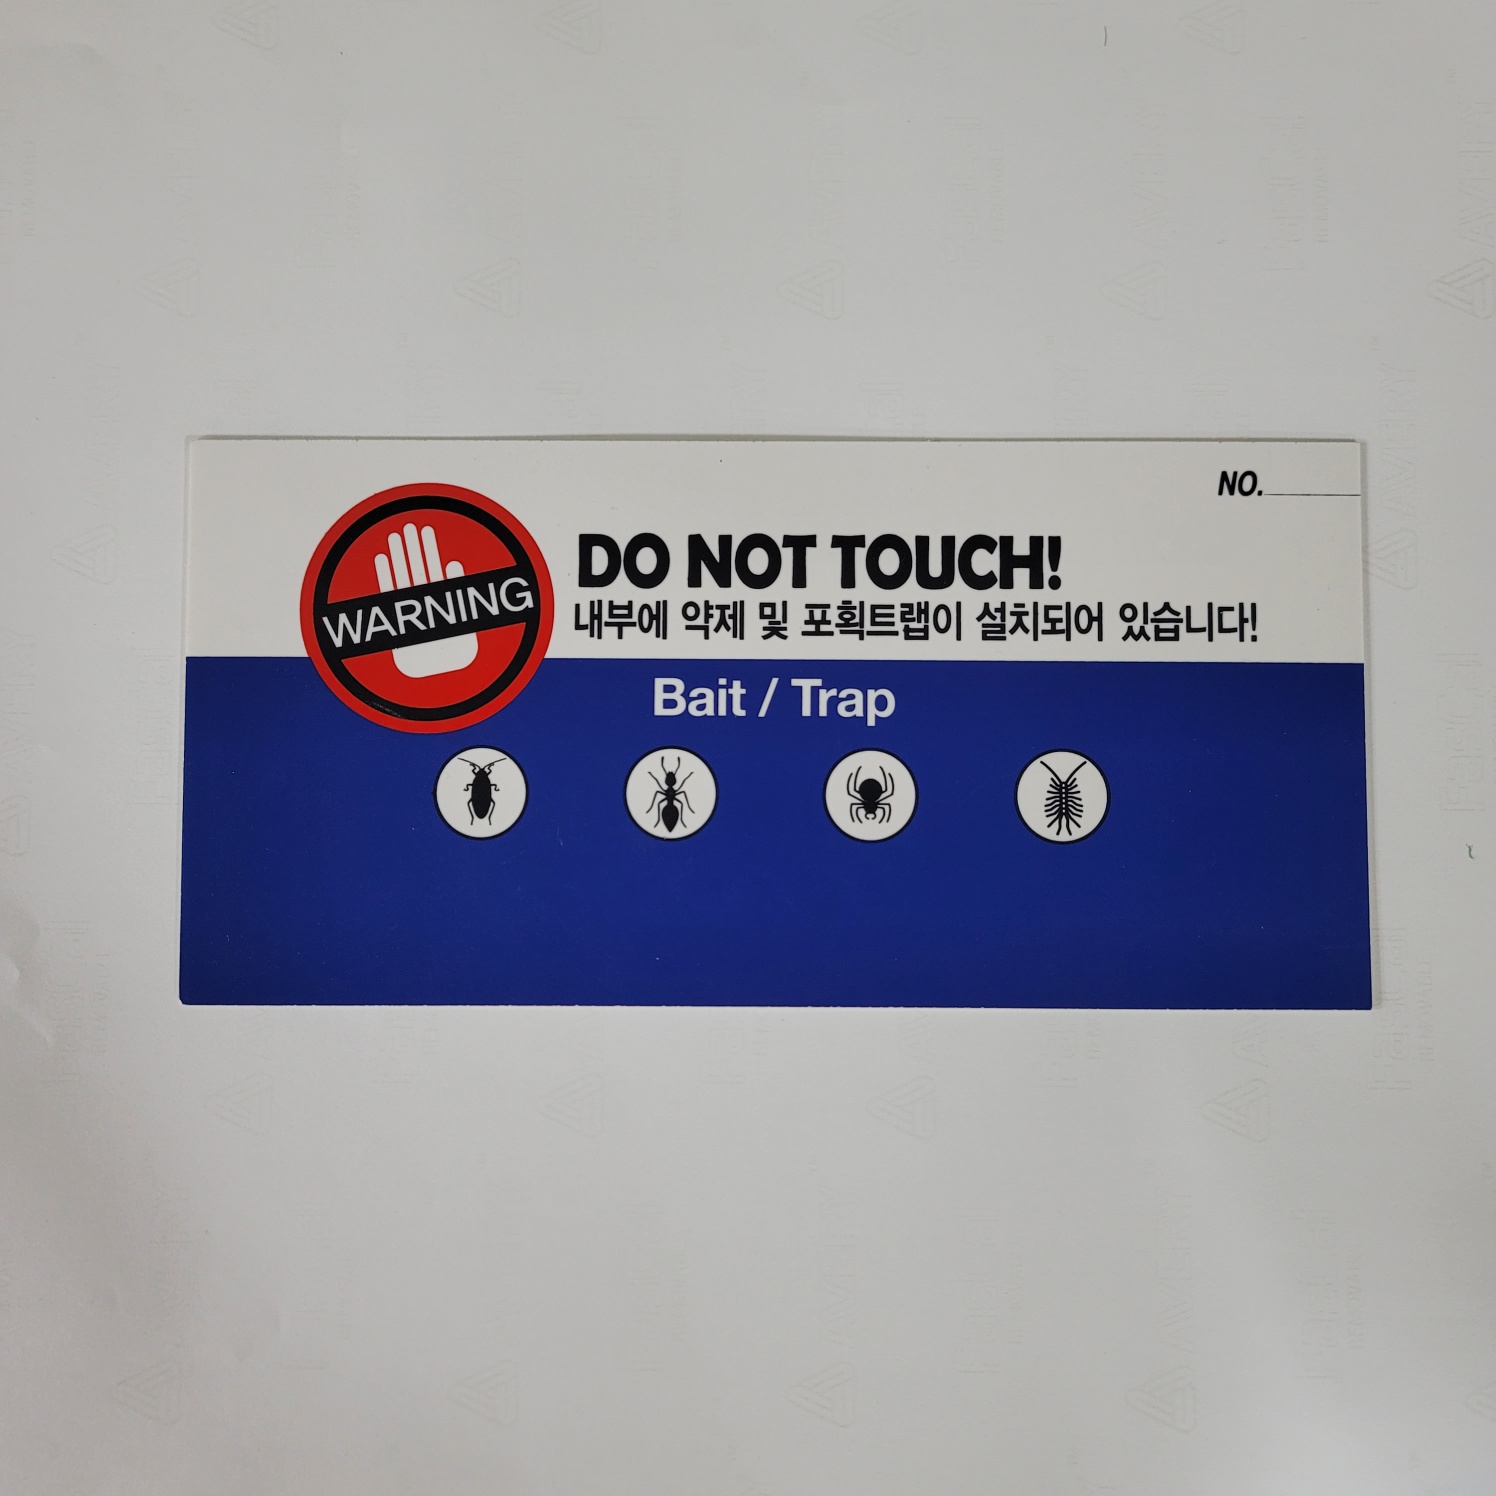 NO.
DO NOT TOUCH!
내부에 약제 및 포획트랩이 설치되어 있습니다!
WARNING
Bait / Trap
AVERY